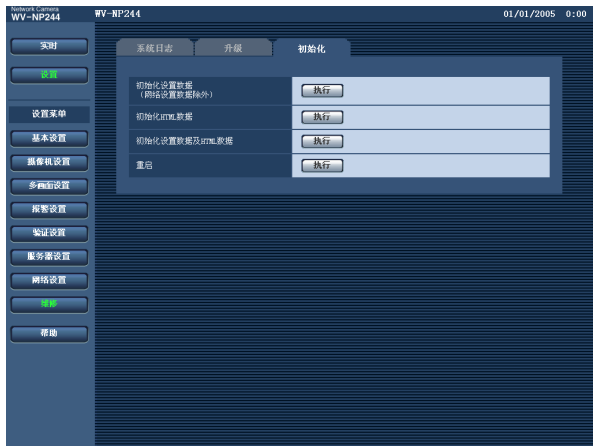 Network Camera
WV-NP244
WV-NP244 01/01/2005 0:00
实时
设置
设置菜单
基本设置
摄像机设置
多画面设置
报警设置
验证设置
服务器设置
网络设置
维修
帮助
系统日志 升级 初始化
初始化设置数据
(网络设置数据除外) 执行
初始化HTML数据 执行
初始化设置数据及HTML数据 执行
重启 执行